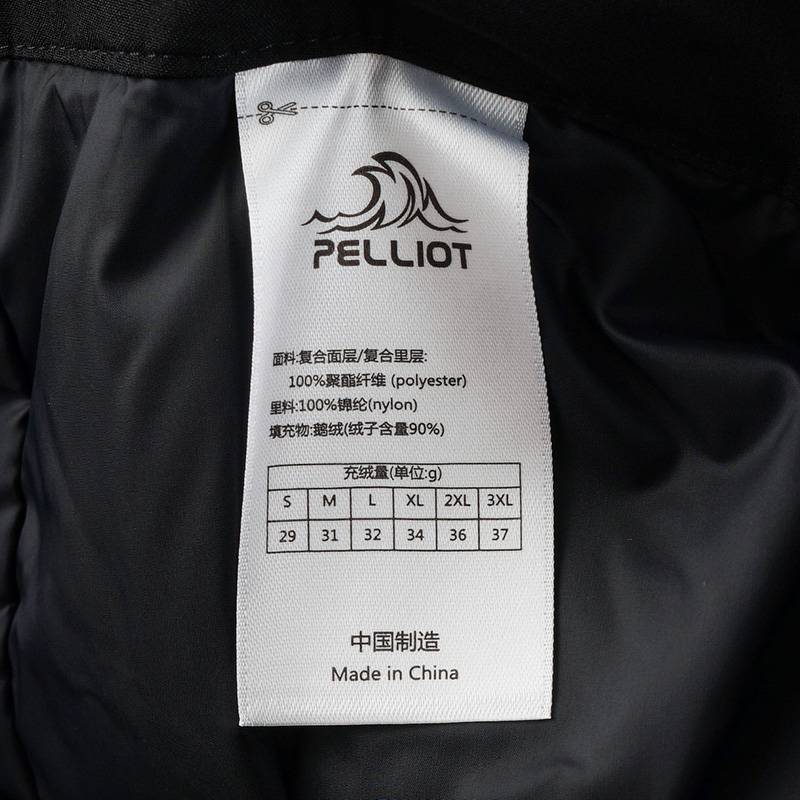 PELLIOT
面料:复合面层/复合里层:
100%聚酯纤维 (polyester)
里料:100%锦纶(nylon)
填充物:鹅绒(绒子含量90%)
充绒量(单位:g)
S M L XL 2XL 3XL
29 31 32 34 36 37
中国制造
Made in China